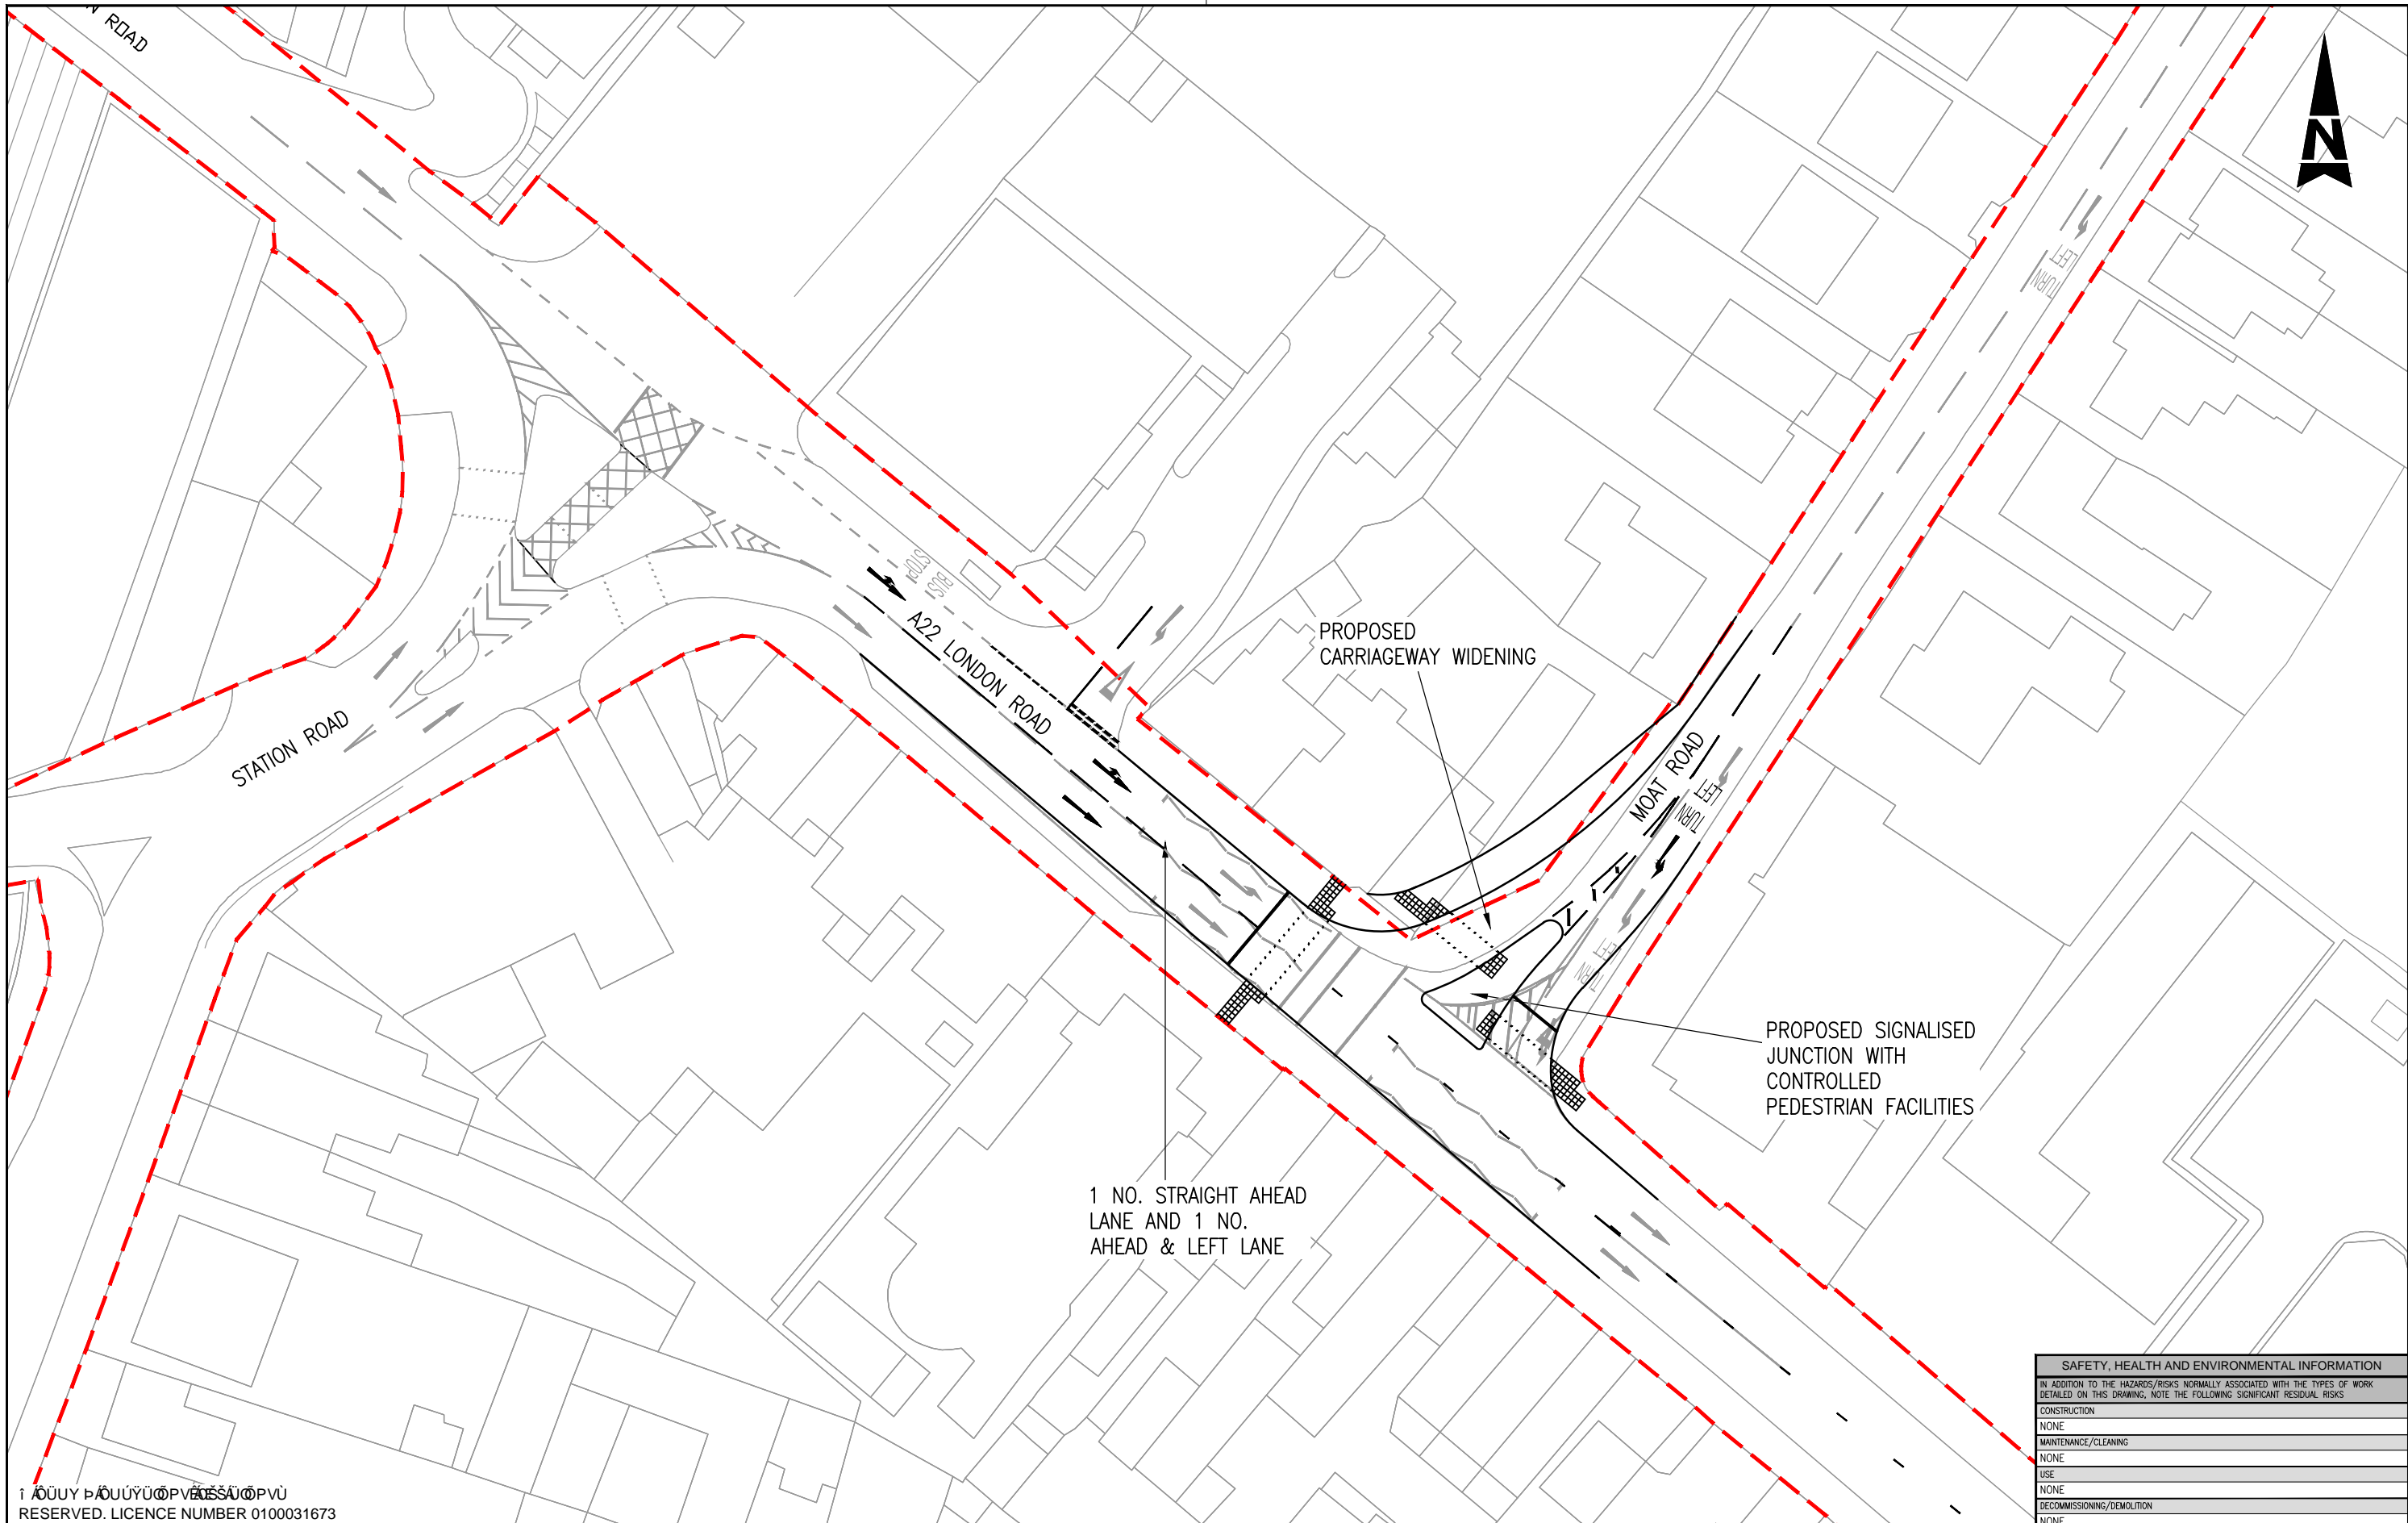 N ROAD
N
BUS
STOP
A22 LONDON ROAD
STATION ROAD
PROPOSED
CARRIAGEWAY WIDENING
MOAT ROAD
LEFT
TURN
LEFT
TURN
LEFT
TURN
PROPOSED SIGNALISED
JUNCTION WITH
CONTROLLED
PEDESTRIAN FACILITIES
1 NO. STRAIGHT AHEAD
LANE AND 1 NO.
AHEAD & LEFT LANE
SAFETY, HEALTH AND ENVIRONMENTAL INFORMATION
IN ADDITION TO THE HAZARDS/RISKS NORMALLY ASSOCIATED WITH THE TYPES OF WORK
DETAILED ON THIS DRAWING, NOTE THE FOLLOWING SIGNIFICANT RESIDUAL RISKS
CONSTRUCTION
NONE
MAINTENANCE/CLEANING
NONE
USE
NONE
DECOMMISSIONING/DEMOLITION
NONE
RESERVED. LICENCE NUMBER 0100031673